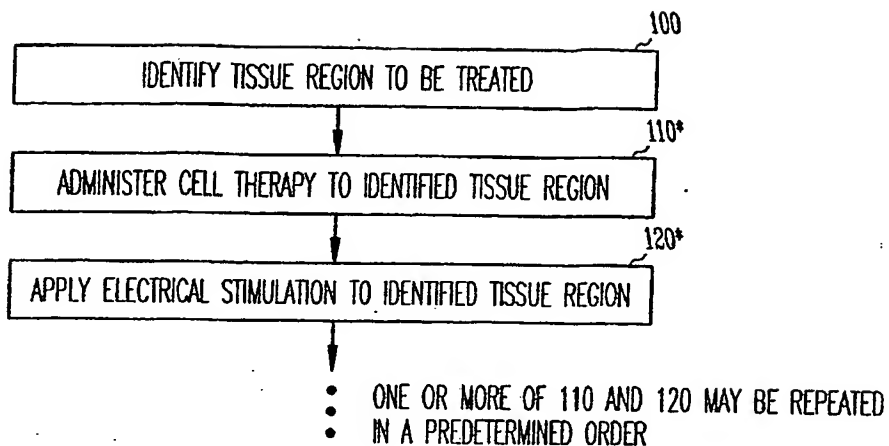 100
IDENTIFY TISSUE REGION TO BE TREATED
110*
ADMINISTER CELL THERAPY TO IDENTIFIED TISSUE REGION
120*
APPLY ELECTRICAL STIMULATION TO IDENTIFIED TISSUE REGION
ONE OR MORE OF 110 AND 120 MAY BE REPEATED
IN A PREDETERMINED ORDER